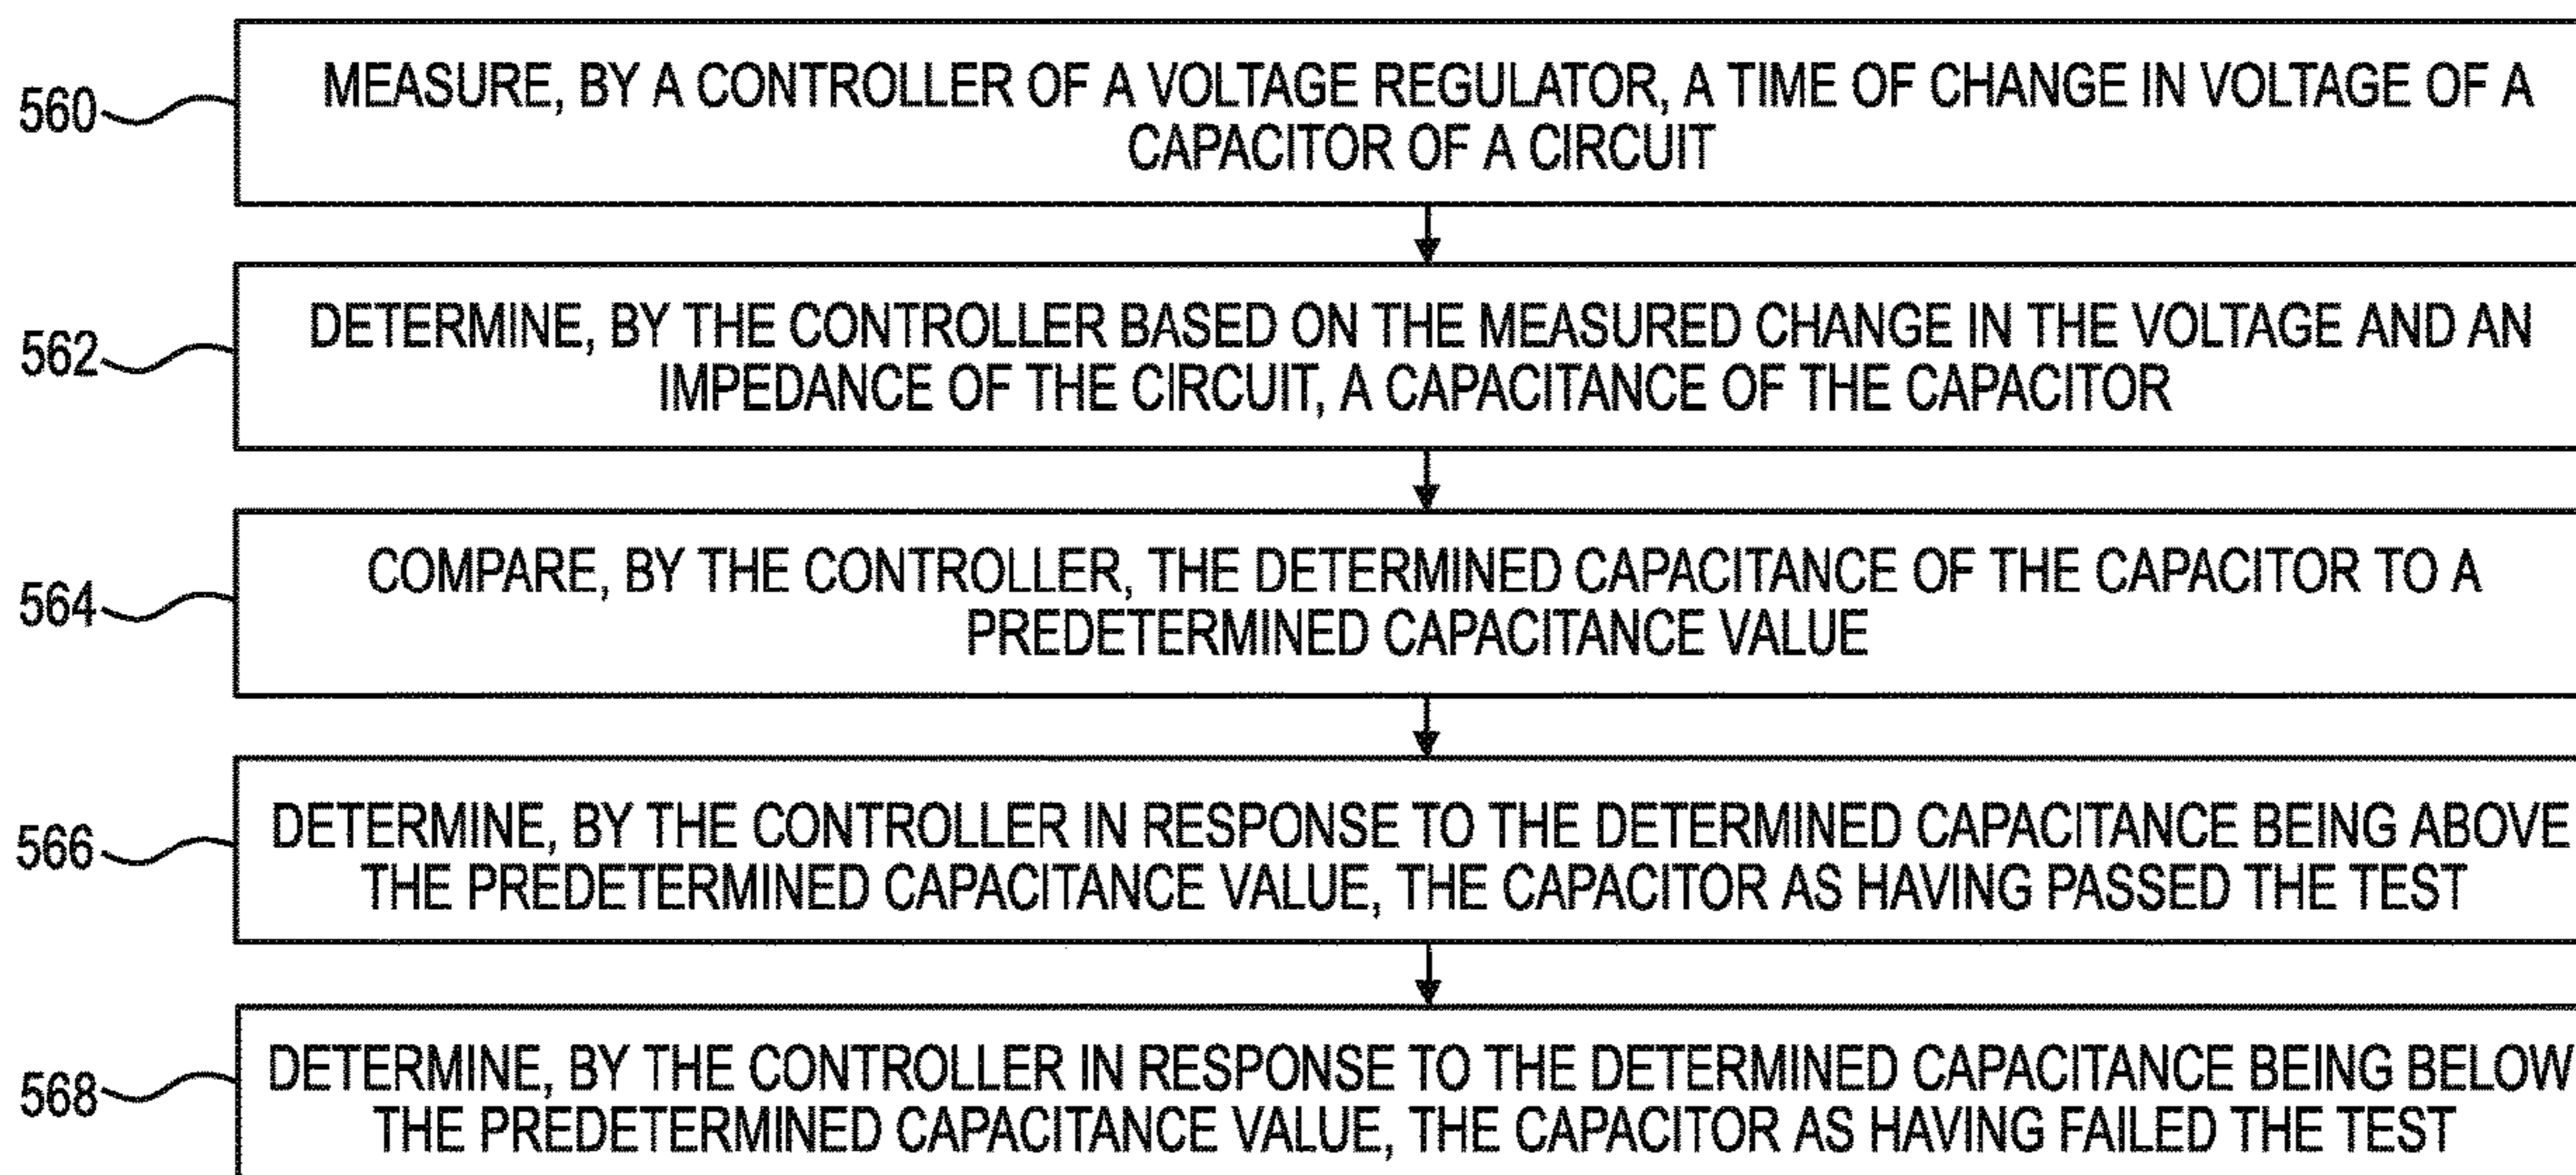 560
MEASURE, BY A CONTROLLER OF A VOLTAGE REGULATOR, A TIME OF CHANGE IN VOLTAGE OF A
CAPACITOR OF A CIRCUIT
562
DETERMINE, BY THE CONTROLLER BASED ON THE MEASURED CHANGE IN THE VOLTAGE AND AN
IMPEDANCE OF THE CIRCUIT, A CAPACITANCE OF THE CAPACITOR
564
COMPARE, BY THE CONTROLLER, THE DETERMINED CAPACITANCE OF THE CAPACITOR TO A
PREDETERMINED CAPACITANCE VALUE
566
DETERMINE, BY THE CONTROLLER IN RESPONSE TO THE DETERMINED CAPACITANCE BEING ABOVE
THE PREDETERMINED CAPACITANCE VALUE, THE CAPACITOR AS HAVING PASSED THE TEST
568
DETERMINE, BY THE CONTROLLER IN RESPONSE TO THE DETERMINED CAPACITANCE BEING BELOW
THE PREDETERMINED CAPACITANCE VALUE, THE CAPACITOR AS HAVING FAILED THE TEST